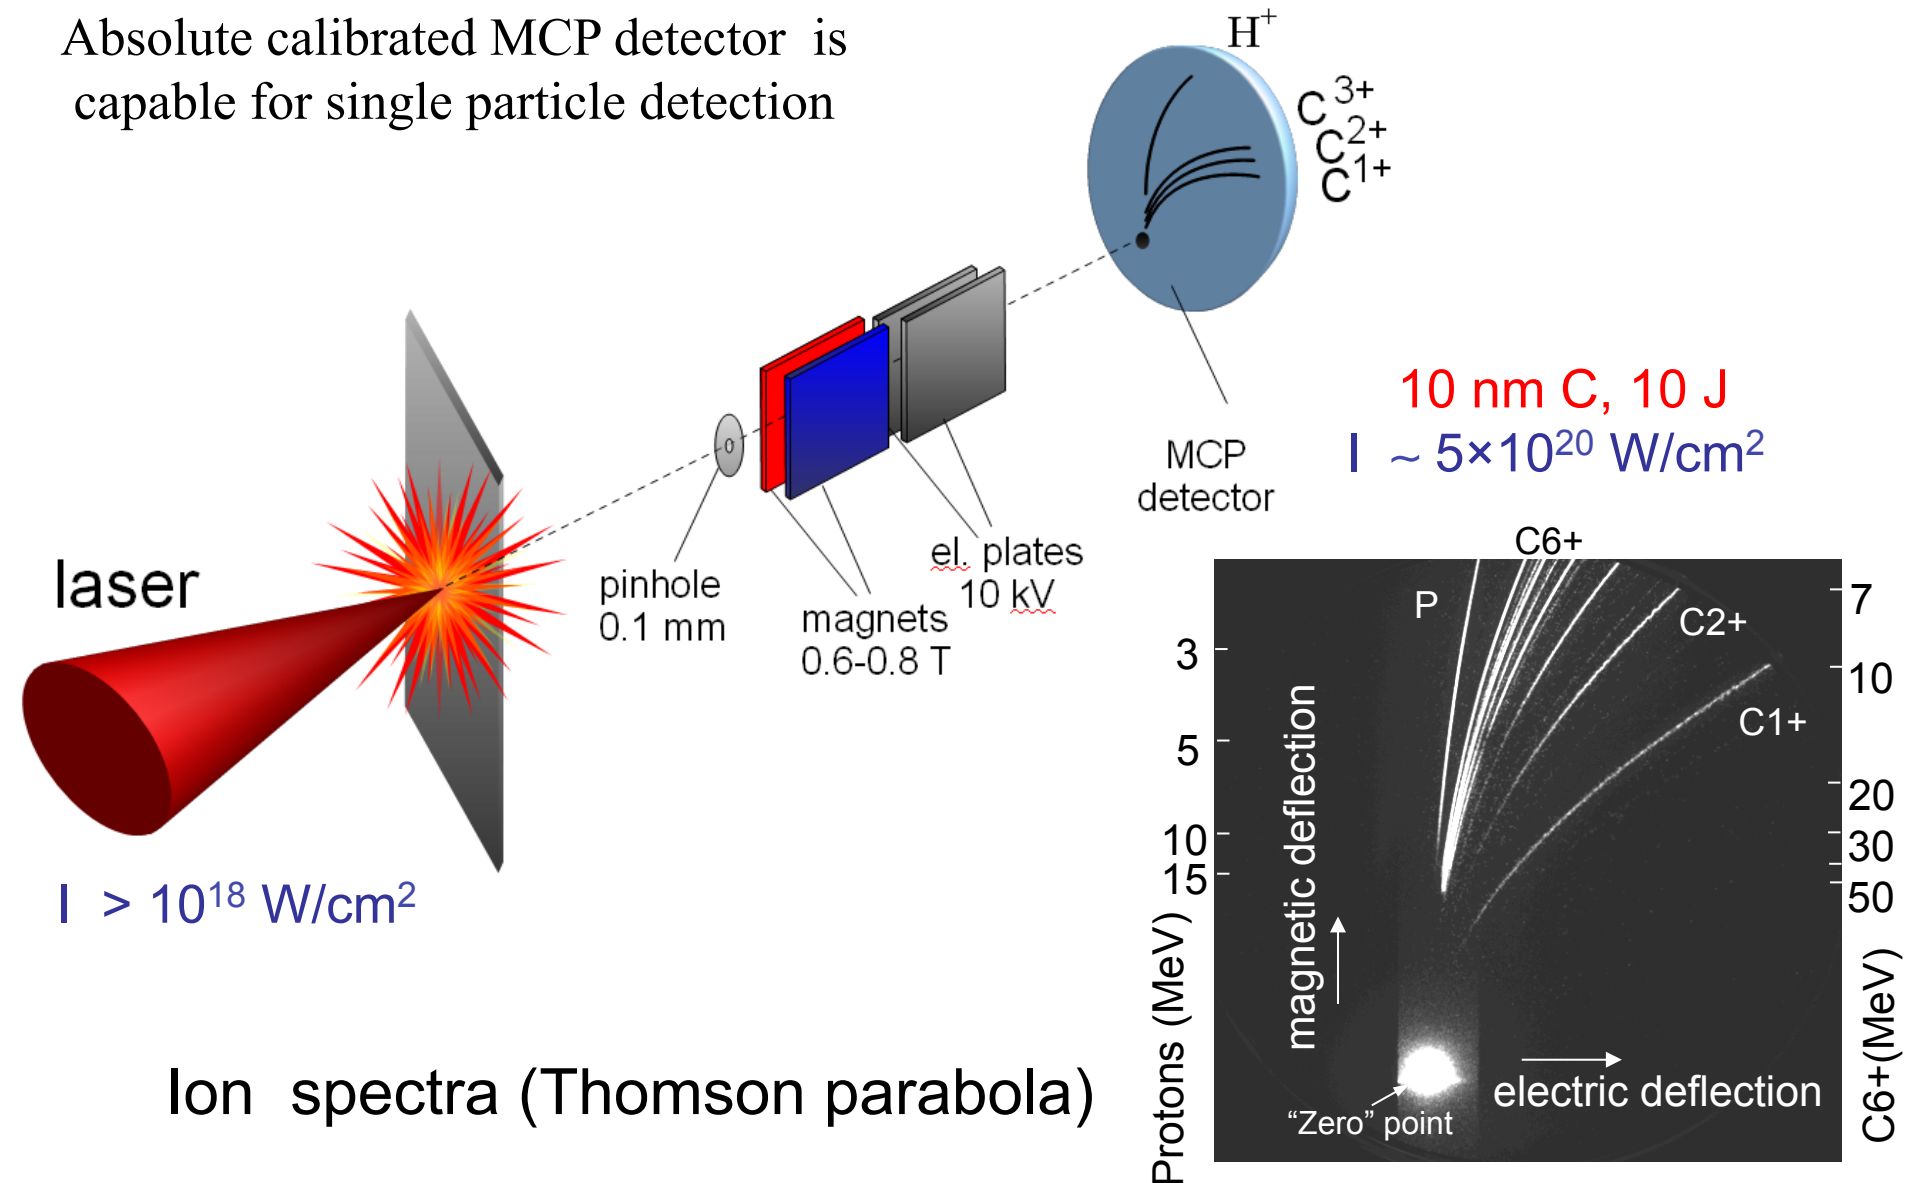 Absolute calibrated MCP detector is
capable for single particle detection
H⁺
C³⁺
C²⁺
C¹⁺
laser
pinhole
0.1 mm
magnets
0.6-0.8 T
el. plates
10 kV
MCP
detector
10 nm C, 10 J
I ~ 5×10²⁰ W/cm²
I > 10¹⁸ W/cm²
Ion spectra (Thomson parabola)
C6+
P
C2+
C1+
3
5
10
15
Protons (MeV)
magnetic deflection
electric deflection
“Zero” point
7
10
20
30
50
C6+(MeV)